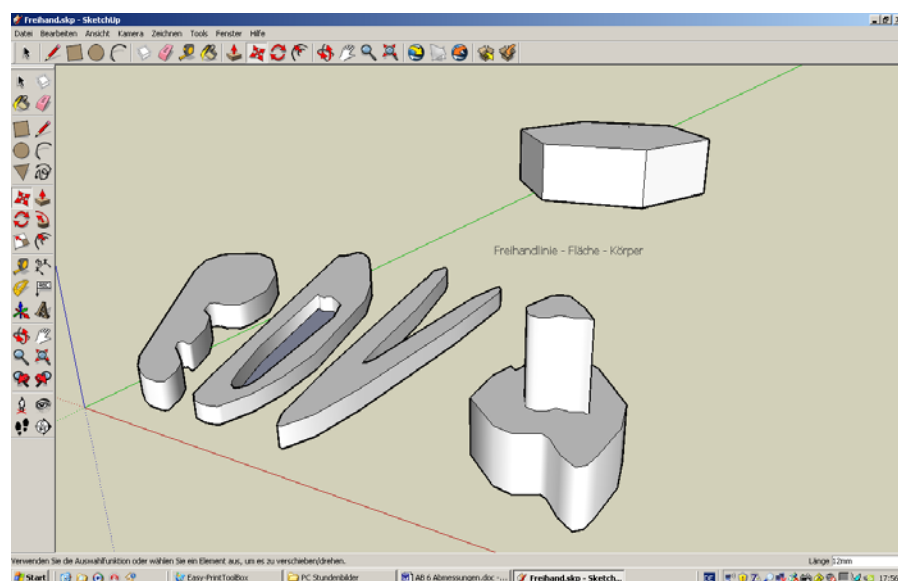 Freihand.skp - SketchUp
Datei Bearbeiten Ansicht Kamera Zeichnen Tools Fenster Hilfe
Freihandlinie - Fläche - Körper
Verwenden Sie die Auswahlfunktion oder wählen Sie ein Element aus, um es zu verschieben/drehen.
Länge 12mm
Start
Easy-PrintToolBox
PC Stundenbilder
AB 6 Abmessungen.doc -...
Freihand.skp - Sketch...